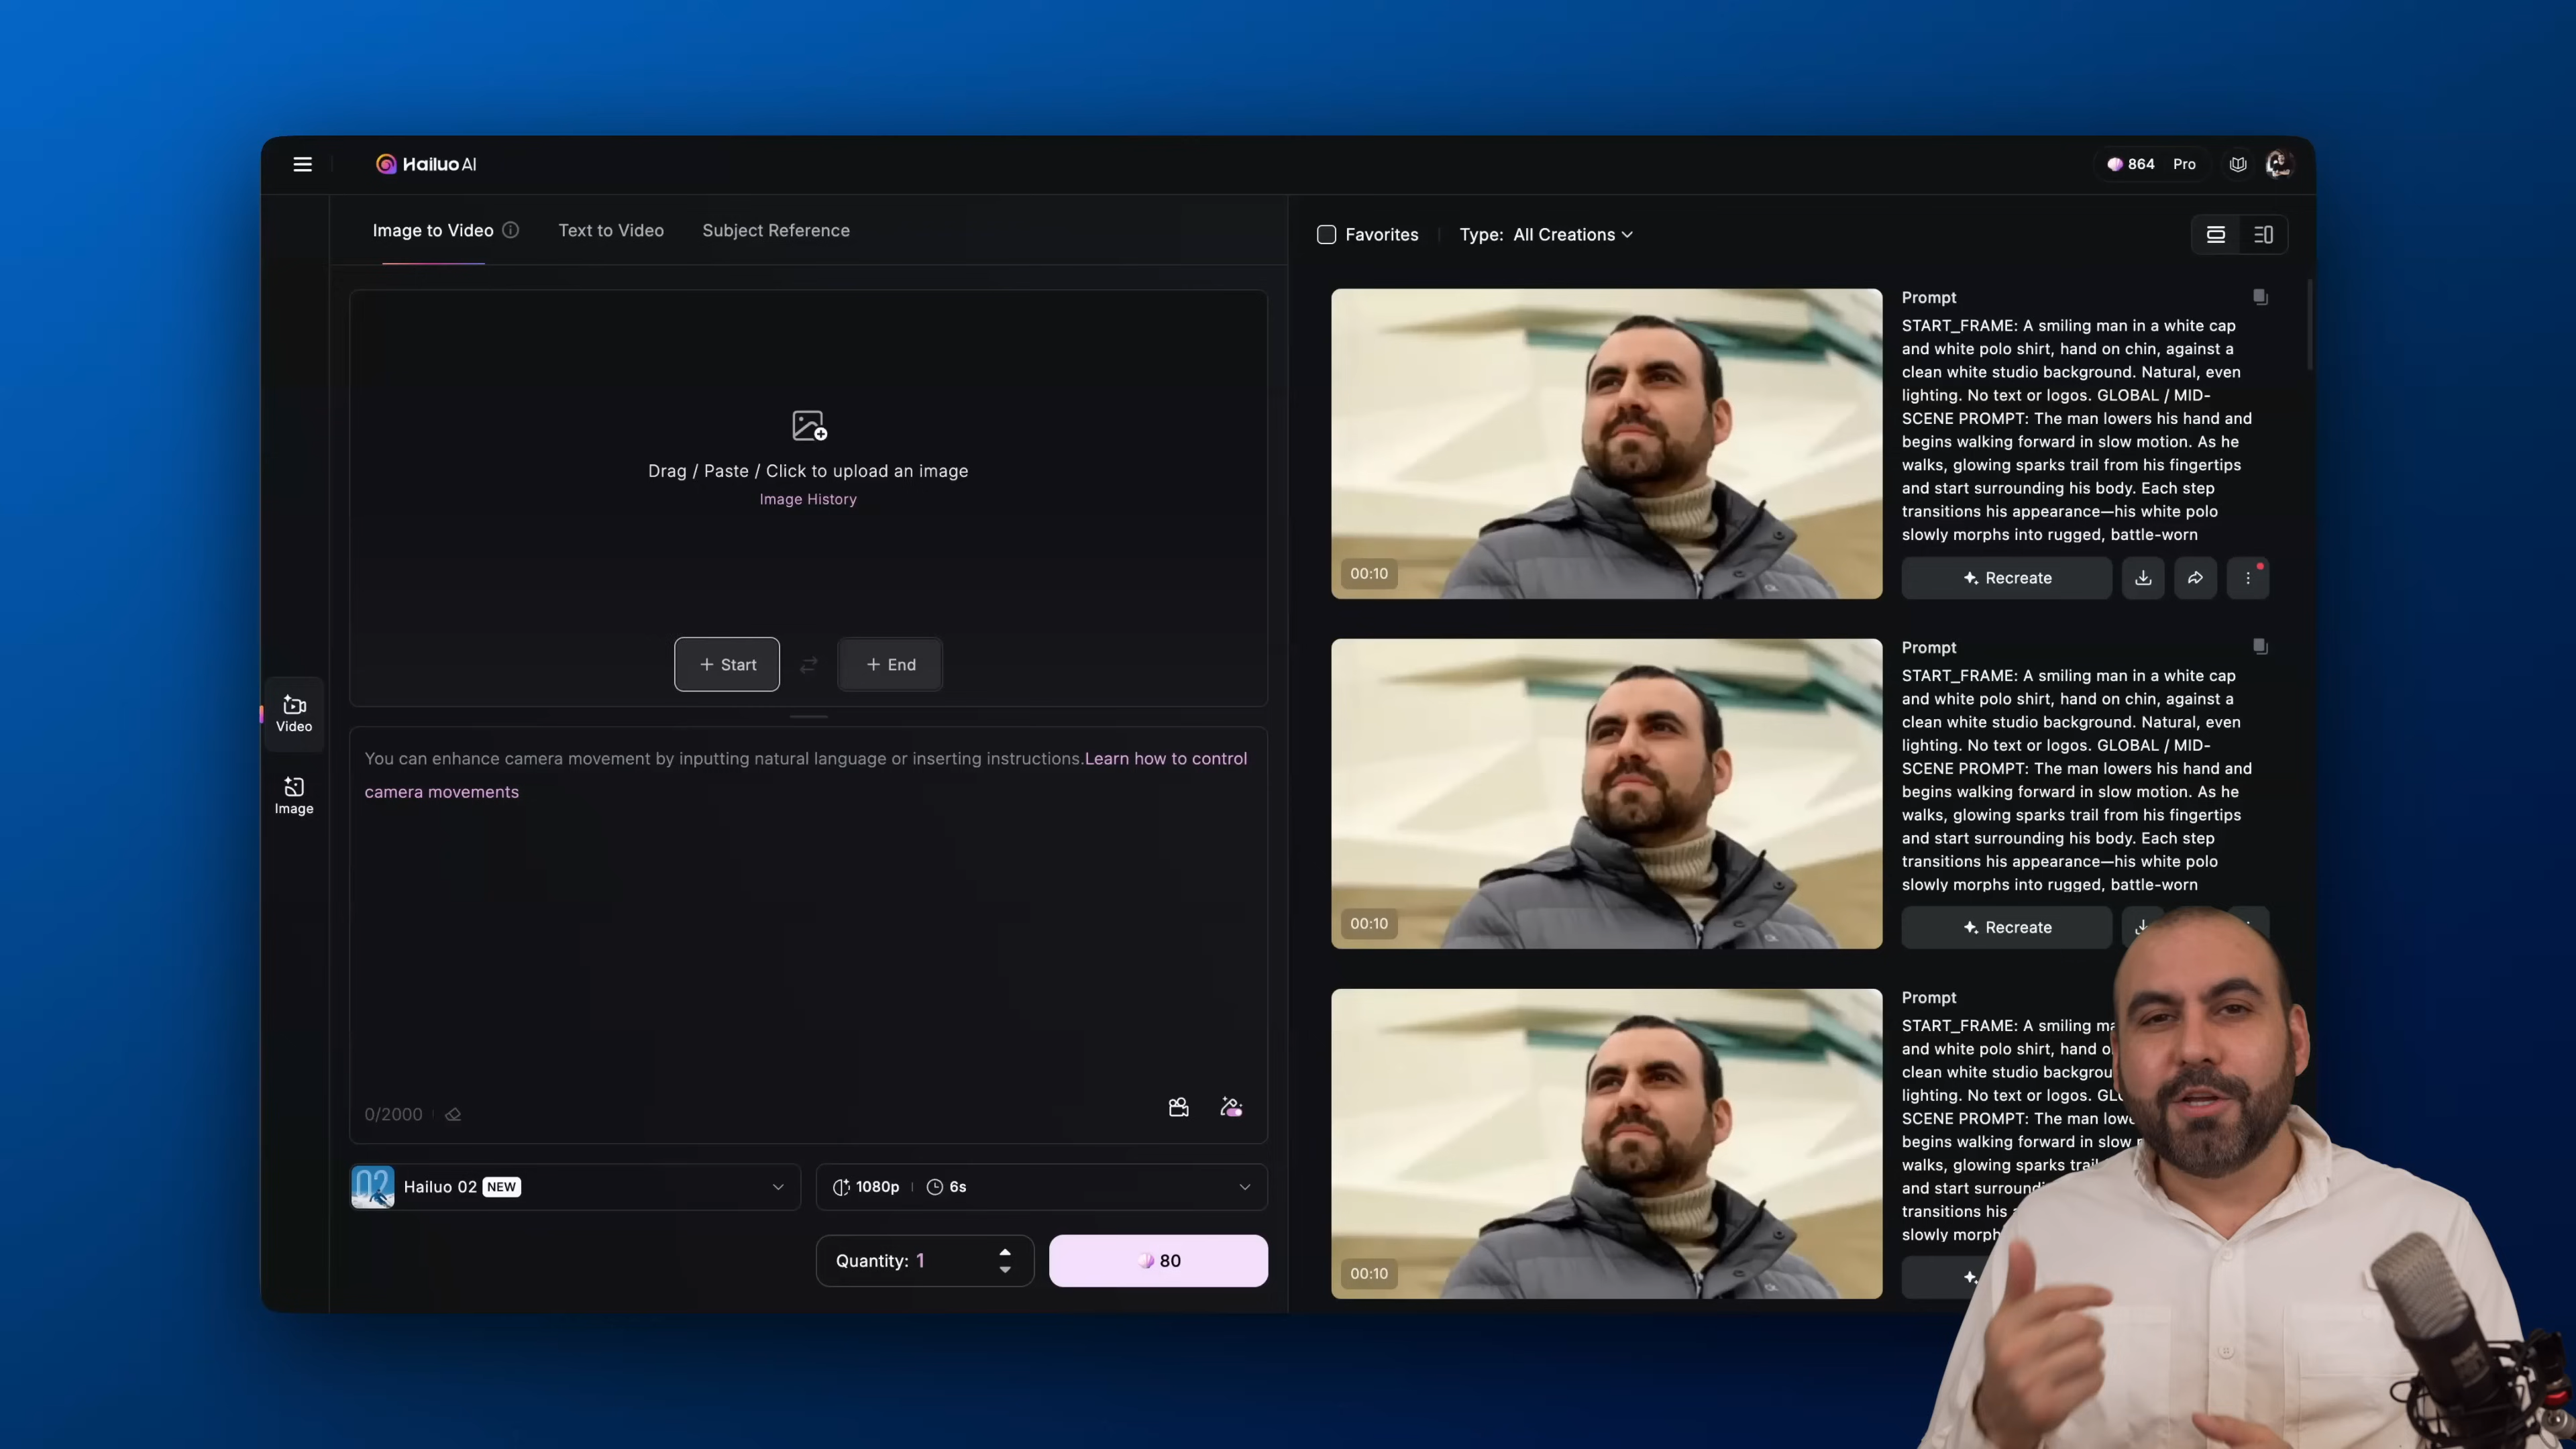 Hailuo AI
864 Pro
Image to Video
Text to Video
Subject Reference
Drag / Paste / Click to upload an image
Image History
+ Start
+ End
Video
Image
You can enhance camera movement by inputting natural language or inserting instructions.Learn how to control
camera movements
0/2000
02
Hailuo 02 NEW
1080p
6s
Quantity: 1
80
Favorites
Type: All Creations
00:10
Prompt
START_FRAME: A smiling man in a white cap
and white polo shirt, hand on chin, against a
clean white studio background. Natural, even
lighting. No text or logos. GLOBAL / MID-
SCENE PROMPT: The man lowers his hand and
begins walking forward in slow motion. As he
walks, glowing sparks trail from his fingertips
and start surrounding his body. Each step
transitions his appearance—his white polo
slowly morphs into rugged, battle-worn
Recreate
00:10
Prompt
START_FRAME: A smiling man in a white cap
and white polo shirt, hand on chin, against a
clean white studio background. Natural, even
lighting. No text or logos. GLOBAL / MID-
SCENE PROMPT: The man lowers his hand and
begins walking forward in slow motion. As he
walks, glowing sparks trail from his fingertips
and start surrounding his body. Each step
transitions his appearance—his white polo
slowly morphs into rugged, battle-worn
Recreate
00:10
Prompt
START_FRAME: A smiling
and white polo shirt, hand
clean white studio
lighting. No text or logos.
SCENE PROMPT: The man
begins walking forward in slow
walks, glowing sparks
and start
transitions his
slowly